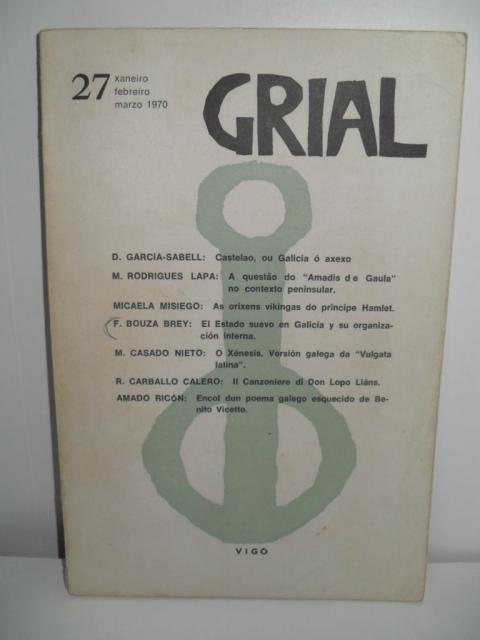 27
xaneiro
febreiro
marzo 1970
GRIAL
D. GARCIA-SABELL: Castelao, ou Galicia ó axexo
M. RODRIGUES LAPA: A questão do "Amadis de Gaula"
no contexto peninsular.
MICAELA MISIEGO: As orixens vikingas do príncipe Hamlet.
F. BOUZA BREY: El Estado suevo en Galicia y su organiza-
ción interna.
M. CASADO NIETO: O Xénesis. Versión galega da "Vulgata
latina".
R. CARBALLO CALERO: Il Canzoniere di Don Lopo Liáns.
AMADO RICÓN: Encol dun poema galego esquecido de Be-
nito Vicetto.
VIGO